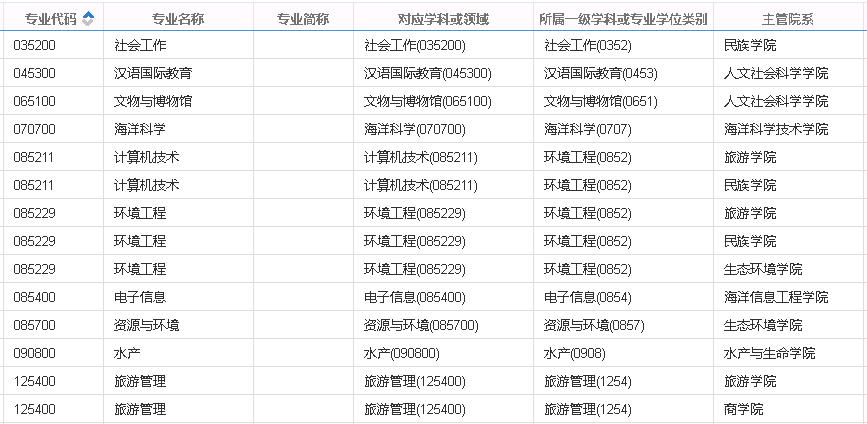 专业代码 专业名称 专业简称 对应学科或领域 所属一级学科或专业学位类别 主管院系
035200 社会工作 社会工作(035200) 社会工作(0352) 民族学院
045300 汉语国际教育 汉语国际教育(045300) 汉语国际教育(0453) 人文社会科学学院
065100 文物与博物馆 文物与博物馆(065100) 文物与博物馆(0651) 人文社会科学学院
070700 海洋科学 海洋科学(070700) 海洋科学(0707) 海洋科学技术学院
085211 计算机技术 计算机技术(085211) 环境工程(0852) 旅游学院
085211 计算机技术 计算机技术(085211) 环境工程(0852) 民族学院
085229 环境工程 环境工程(085229) 环境工程(0852) 旅游学院
085229 环境工程 环境工程(085229) 环境工程(0852) 民族学院
085229 环境工程 环境工程(085229) 环境工程(0852) 生态环境学院
085400 电子信息 电子信息(085400) 电子信息(0854) 海洋信息工程学院
085700 资源与环境 资源与环境(085700) 资源与环境(0857) 生态环境学院
090800 水产 水产(090800) 水产(0908) 水产与生命学院
125400 旅游管理 旅游管理(125400) 旅游管理(1254) 旅游学院
125400 旅游管理 旅游管理(125400) 旅游管理(1254) 商学院